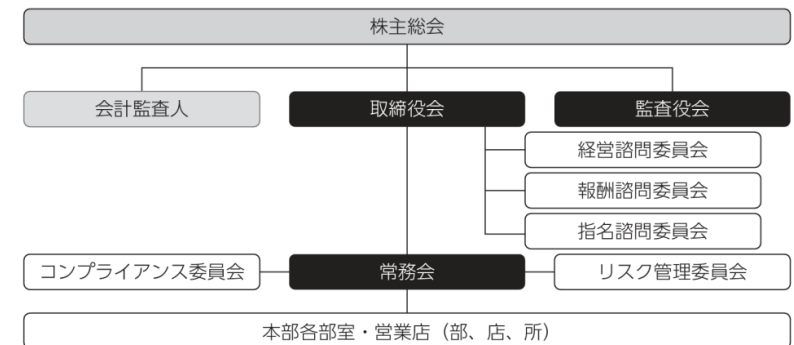 株主総会
会計監査人
取締役会
監査役会
経営諮問委員会
報酬諮問委員会
指名諮問委員会
コンプライアンス委員会
常務会
リスク管理委員会
本部各部室・営業店（部、店、所）